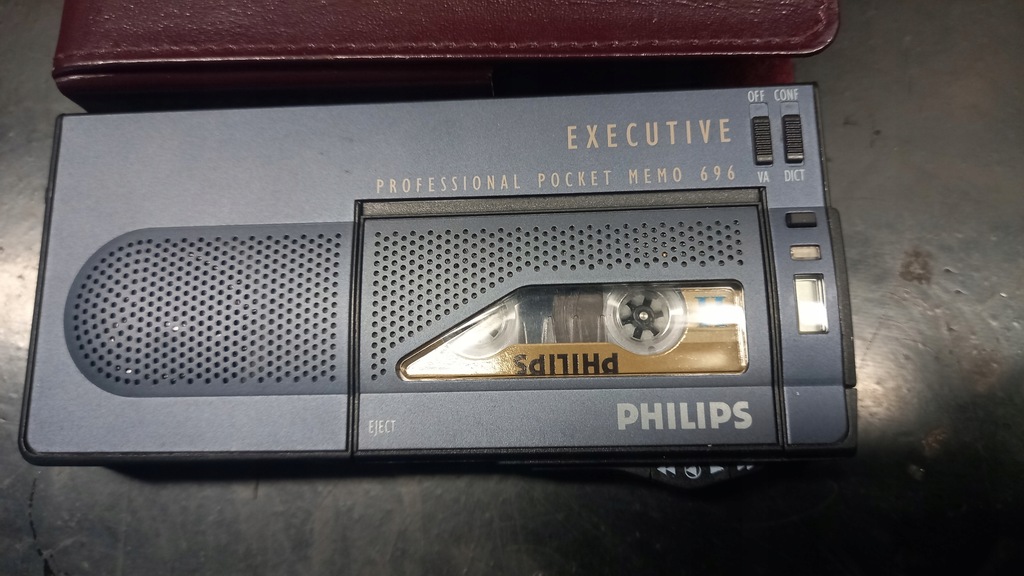 OFF CONF
EXECUTIVE
VA DICT
PROFESSIONAL POCKET MEMO 696
PHILIPS
EJECT
PHILIPS